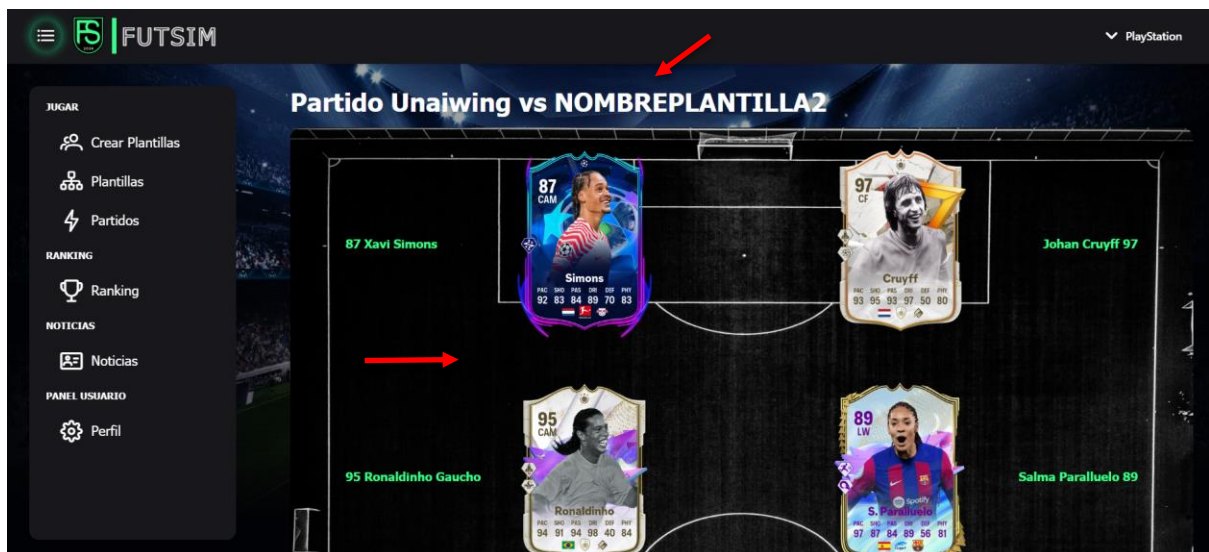 FS
FUTSIM
PlayStation
JUGAR
Crear Plantillas
Plantillas
Partidos
RANKING
Ranking
NOTICIAS
Noticias
PANEL USUARIO
Perfil
Partido Unaiwing vs NOMBREPLANTILLA2
87 Xavi Simons
87
CAM
Simons
PAC SHO PAS DRI DEF PHY
92 83 84 89 70 83
97
CF
Cruyff
PAC SHO PAS DRI DEF PHY
93 95 93 97 50 80
Johan Cruyff 97
95 Ronaldinho Gaucho
95
CAM
Ronaldinho
PAC SHO PAS DRI DEF PHY
94 91 94 98 40 84
89
LW
Spotify
S. Paralluelo
PAC SHO PAS DRI DEF PHY
97 87 84 89 56 81
Salma Paralluelo 89